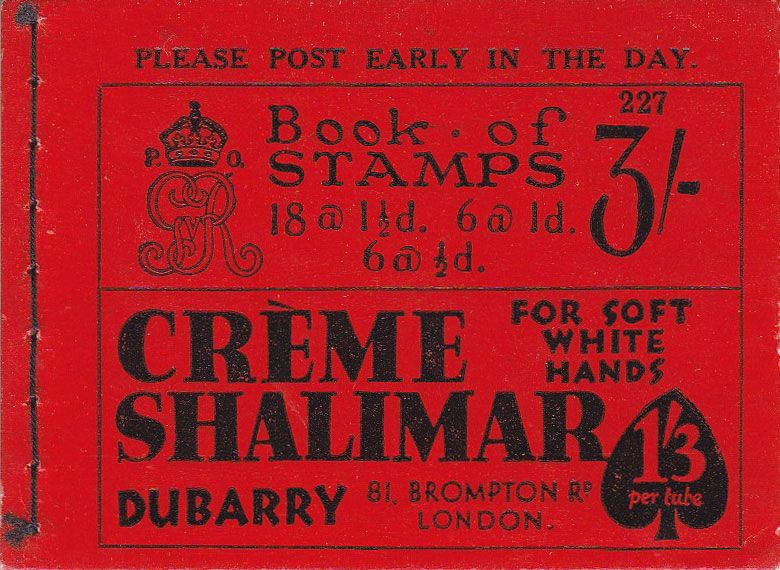 PLEASE POST EARLY IN THE DAY.
227
P. O.
GVR
Book · of
STAMPS
3/-
18 @ 1½d. 6 @ 1d.
6 @ ½d.
CRÈME
SHALIMAR
FOR SOFT
WHITE
HANDS
1/3
per tube
DUBARRY
81, BROMPTON RD
LONDON.